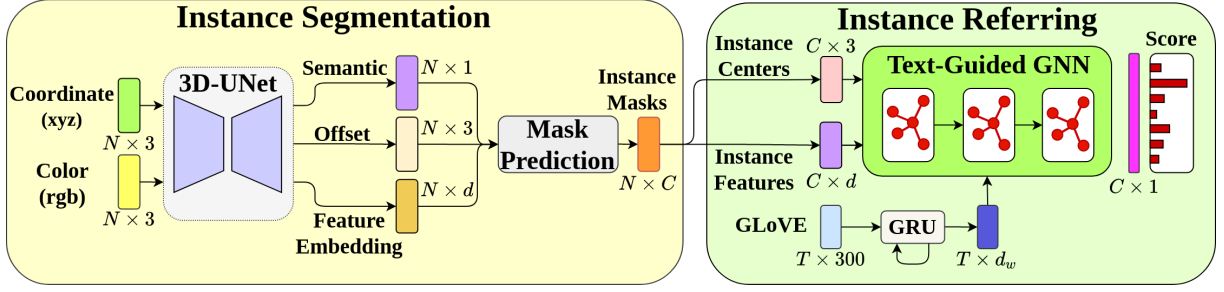 Instance Segmentation
Coordinate
(xyz)
N × 3
Color
(rgb)
N × 3
3D-UNet
Semantic
N × 1
Offset
N × 3
Feature
Embedding
N × d
Mask
Prediction
Instance
Masks
N × C
Instance Referring
Instance
Centers
C × 3
Instance
Features
C × d
Text-Guided GNN
Score
C × 1
GLoVE
T × 300
GRU
T × d_w